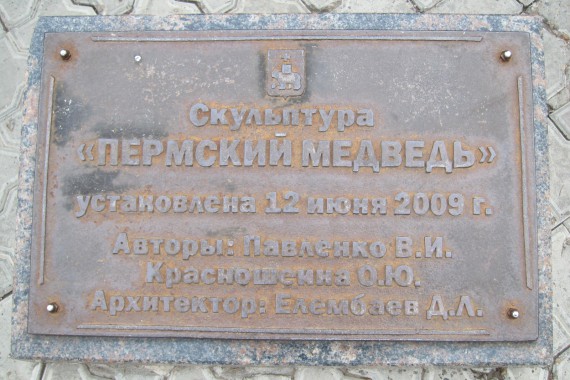 Скульптура
«ПЕРМСКИЙ МЕДВЕДЬ»
установлена 12 июня 2009 г.
Авторы: Павленко В.И.
Красношеина О.Ю.
Архитектор: Елембаев Д.Л.